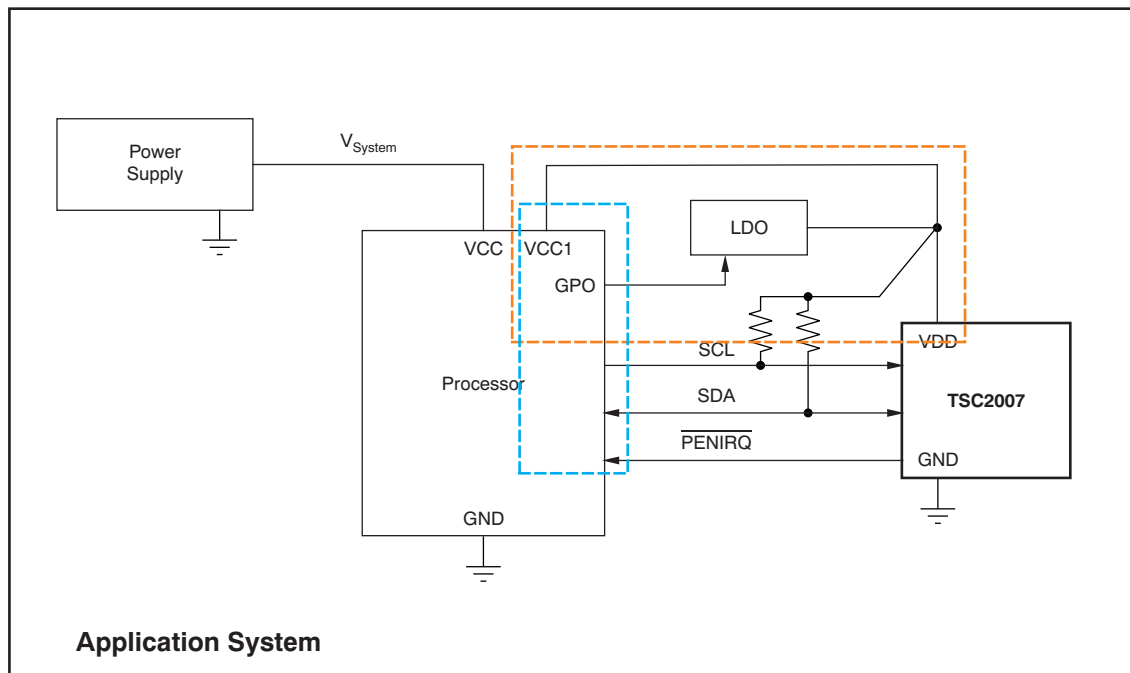 Power
Supply
VSystem
LDO
VCC
VCC1
GPO
VDD
SCL
Processor
SDA
TSC2007
PENIRQ
GND
GND
Application System